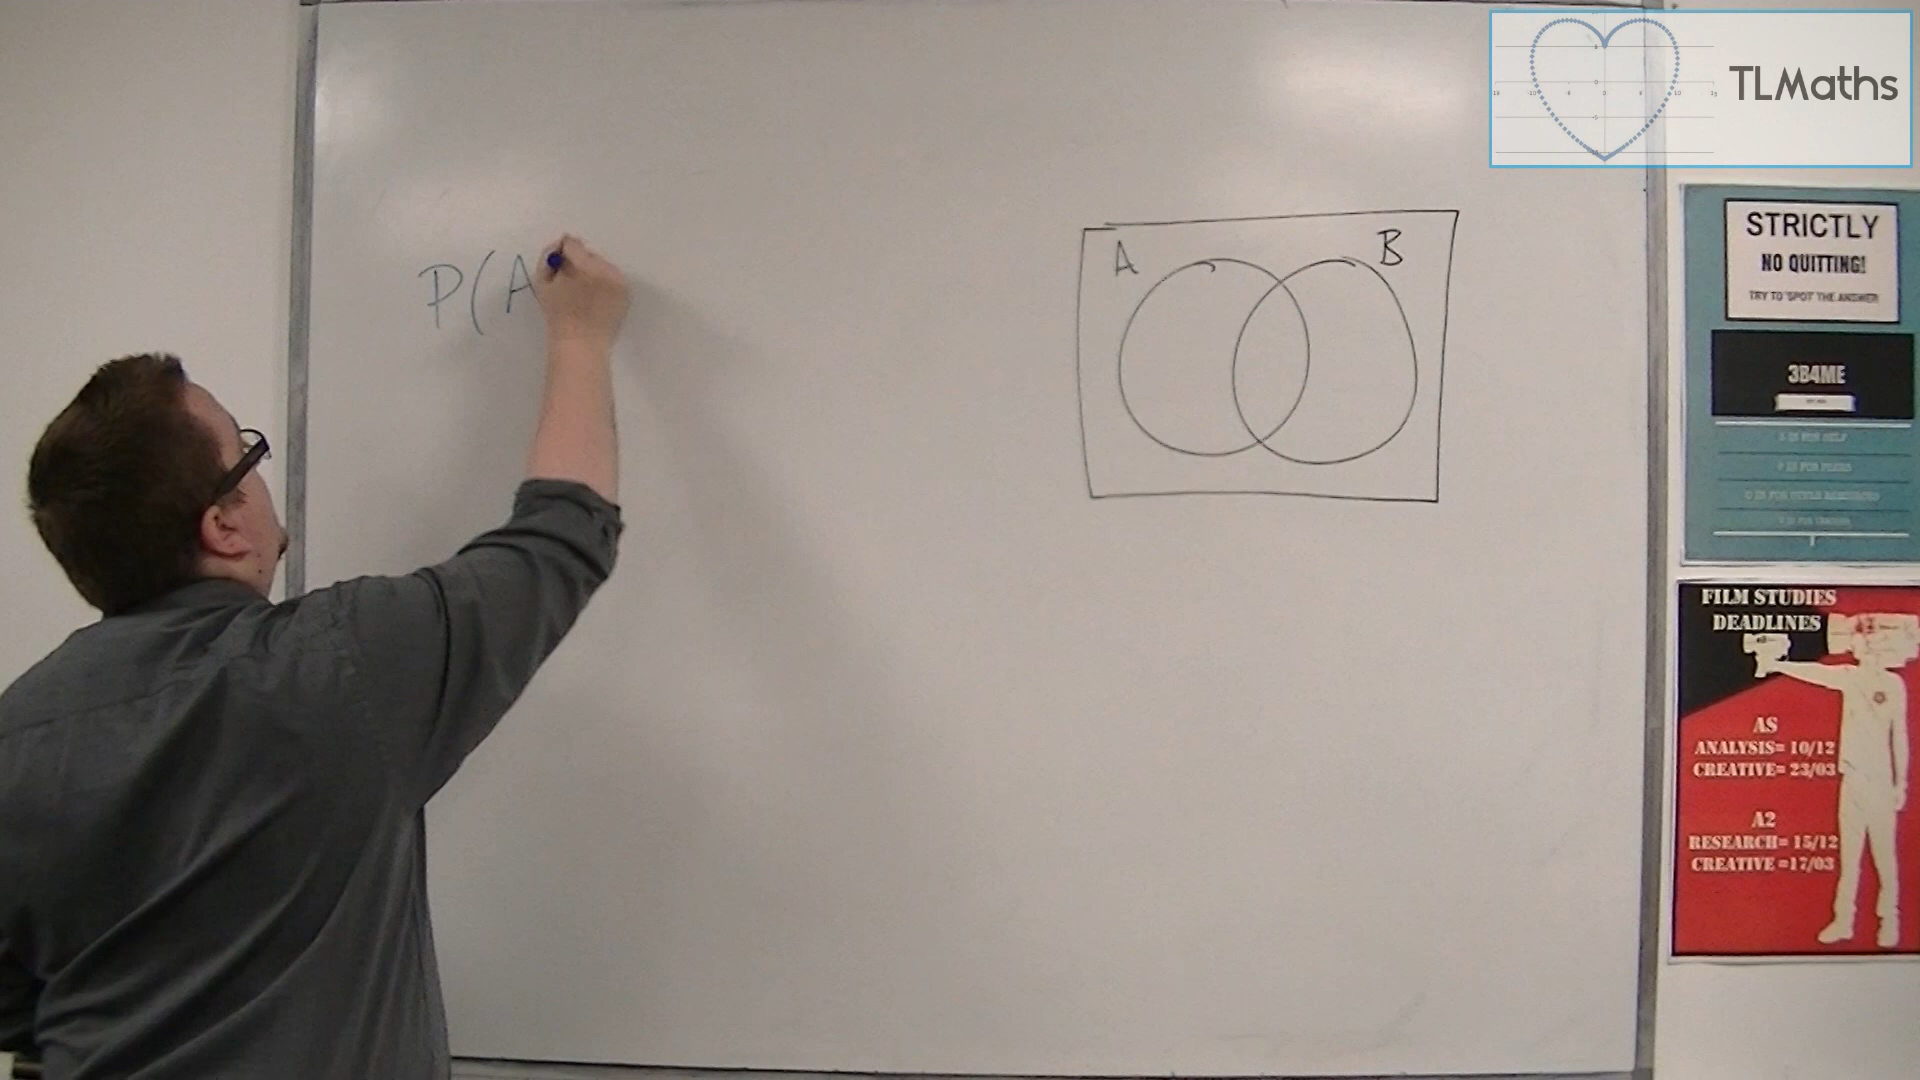 TLMaths
P(A
A
B
STRICTLY
NO QUITTING!
TRY TO 'SPOT' THE ANSWER
3B4ME
FILM STUDIES
DEADLINES
AS
ANALYSIS= 10/12
CREATIVE= 23/03
A2
RESEARCH= 15/12
CREATIVE =17/03